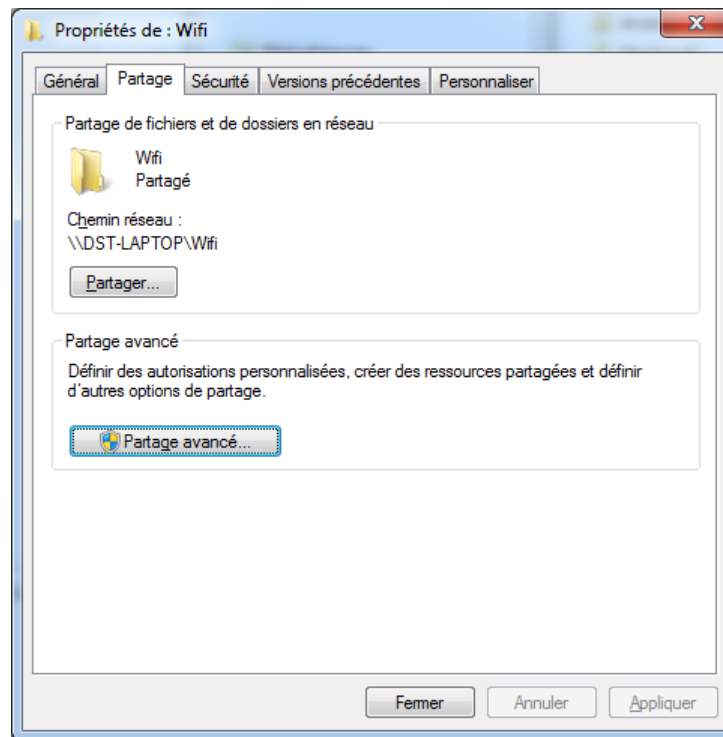 Propriétés de : Wifi
Général Partage Sécurité Versions précédentes Personnaliser
Partage de fichiers et de dossiers en réseau
Wifi
Partagé
Chemin réseau :
\\DST-LAPTOP\Wifi
Partager...
Partage avancé
Définir des autorisations personnalisées, créer des ressources partagées et définir
d'autres options de partage.
Partage avancé...
Fermer Annuler Appliquer